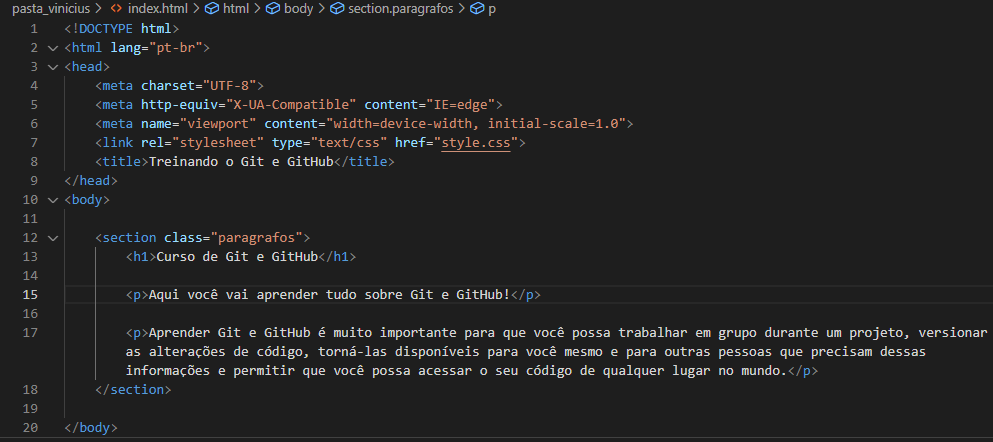 pasta_vinicius > index.html > html > body > section.paragrafos > p
1 <!DOCTYPE html>
2 <html lang="pt-br">
3 <head>
4     <meta charset="UTF-8">
5     <meta http-equiv="X-UA-Compatible" content="IE=edge">
6     <meta name="viewport" content="width=device-width, initial-scale=1.0">
7     <link rel="stylesheet" type="text/css" href="style.css">
8     <title>Treinando o Git e GitHub</title>
9 </head>
10 <body>
11
12     <section class="paragrafos">
13         <h1>Curso de Git e GitHub</h1>
14
15         <p>Aqui você vai aprender tudo sobre Git e GitHub!</p>
16
17         <p>Aprender Git e GitHub é muito importante para que você possa trabalhar em grupo durante um projeto, versionar
        as alterações de código, torná-las disponíveis para você mesmo e para outras pessoas que precisam dessas
        informações e permitir que você possa acessar o seu código de qualquer lugar no mundo.</p>
18     </section>
19
20 </body>